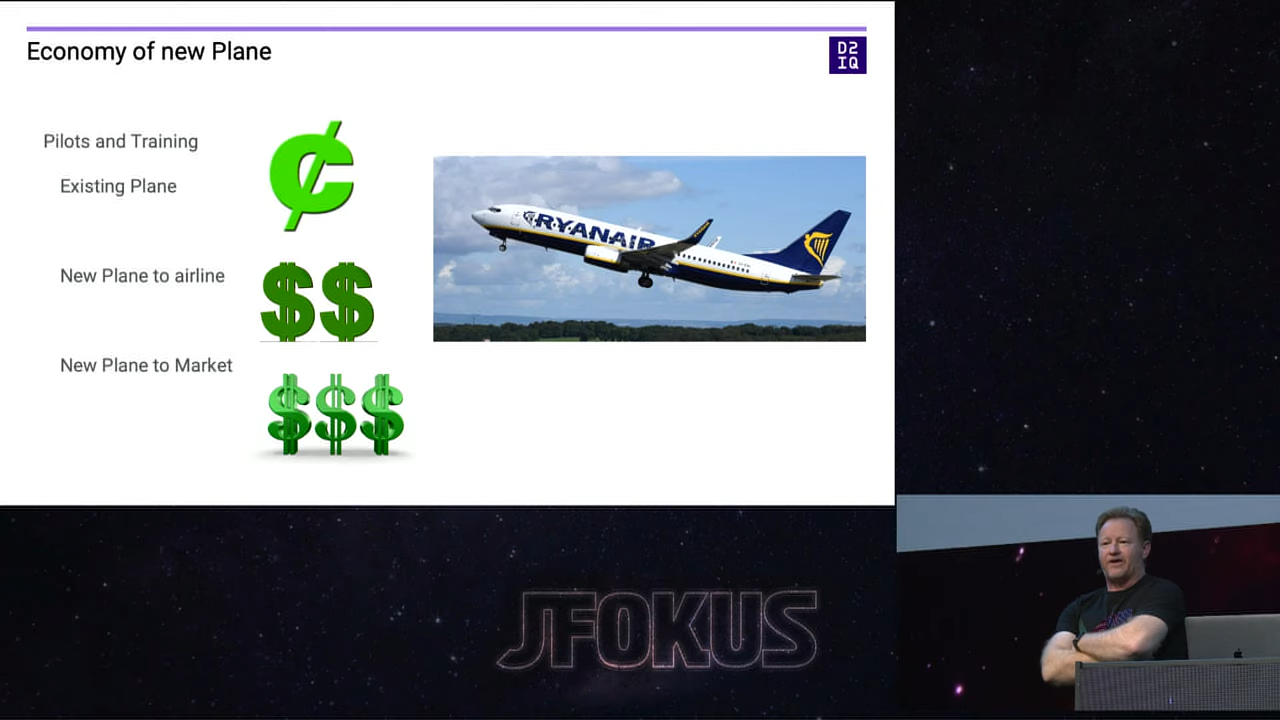 Economy of new Plane
D2
IQ
Pilots and Training
Existing Plane
¢
RYANAIR
New Plane to airline
$$
New Plane to Market
$$$
JFOKUS